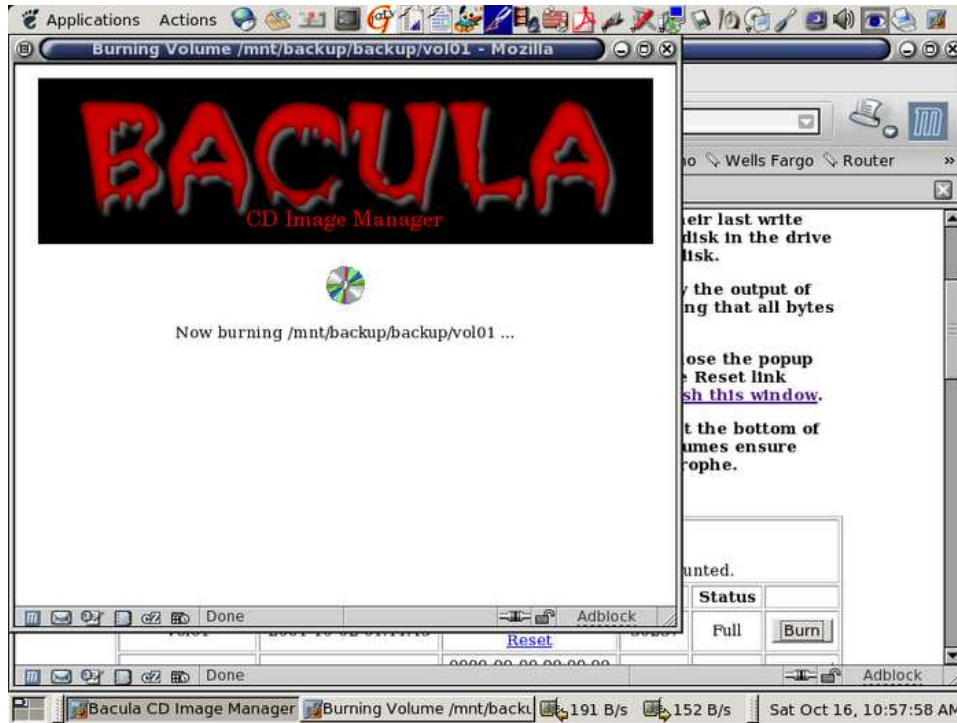 Applications Actions
Burning Volume /mnt/backup/backup/vol01 - Mozilla
BACULA
CD Image Manager
Now burning /mnt/backup/backup/vol01 ...
Done
Adblock
Wells Fargo
Router
»
eir last write
disk in the drive
disk.
the output of
ng that all bytes
ose the popup
Reset link
sh this window.
t the bottom of
umes ensure
rophe.
unted.
Status
Reset
Full
Burn
Done
Adblock
Bacula CD Image Manager
Burning Volume /mnt/backu
191 B/s
152 B/s
Sat Oct 16, 10:57:58 AM